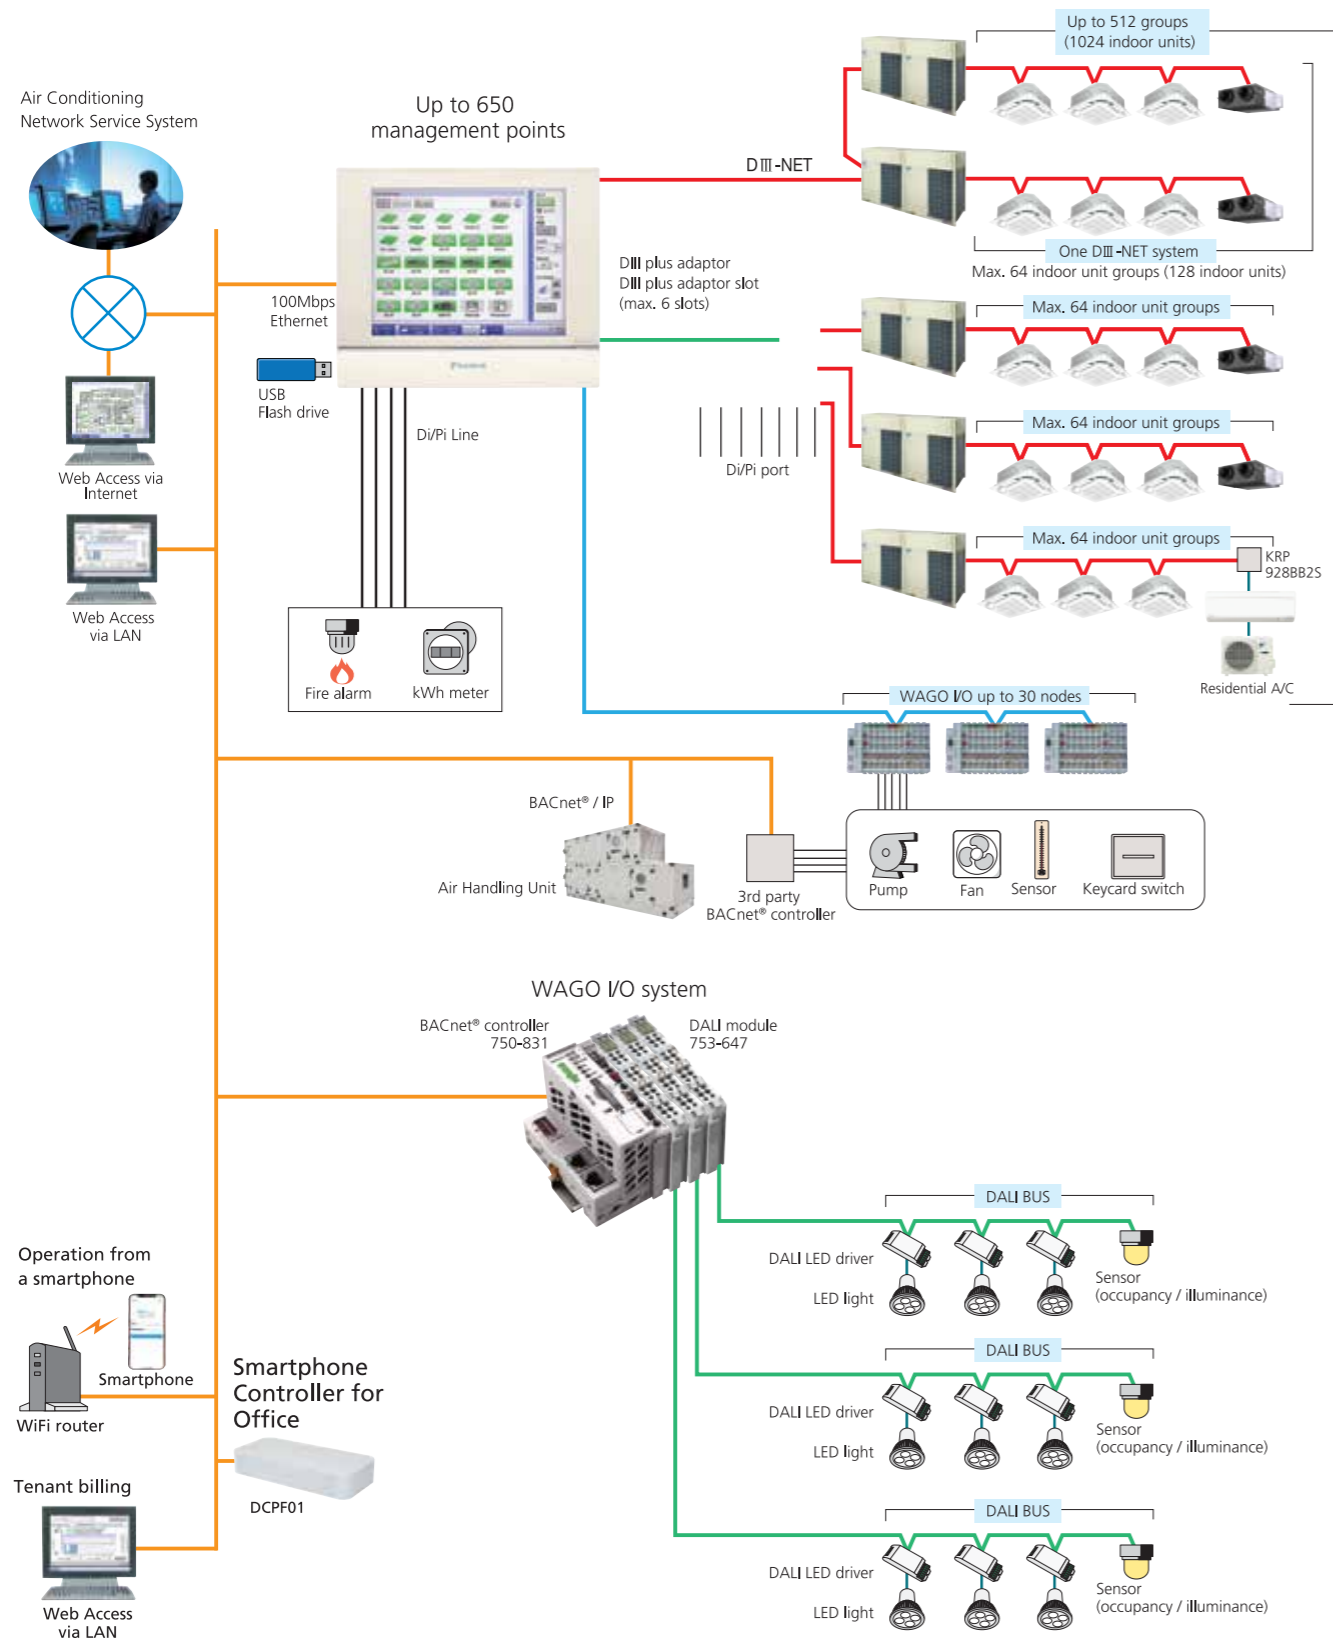 Up to 512 groups
(1024 indoor units)
Air Conditioning
Network Service System
Up to 650
management points
DⅢ-NET
One DⅢ-NET system
Max. 64 indoor unit groups (128 indoor units)
DⅢ plus adaptor
DⅢ plus adaptor slot
(max. 6 slots)
100Mbps
Ethernet
Max. 64 indoor unit groups
USB
Flash drive
Di/Pi Line
Max. 64 indoor unit groups
Di/Pi port
Web Access via
Internet
Max. 64 indoor unit groups
KRP
928BB2S
Web Access
via LAN
Fire alarm
kWh meter
Residential A/C
WAGO I/O up to 30 nodes
BACnet® / IP
Air Handling Unit
3rd party
BACnet® controller
Pump
Fan
Sensor
Keycard switch
WAGO I/O system
BACnet® controller
750-831
DALI module
753-647
DALI BUS
DALI LED driver
LED light
Sensor
(occupancy / illuminance)
Operation from
a smartphone
Smartphone
WiFi router
Smartphone
Controller for
Office
DCPF01
DALI BUS
DALI LED driver
LED light
Sensor
(occupancy / illuminance)
Tenant billing
Web Access
via LAN
DALI BUS
DALI LED driver
LED light
Sensor
(occupancy / illuminance)